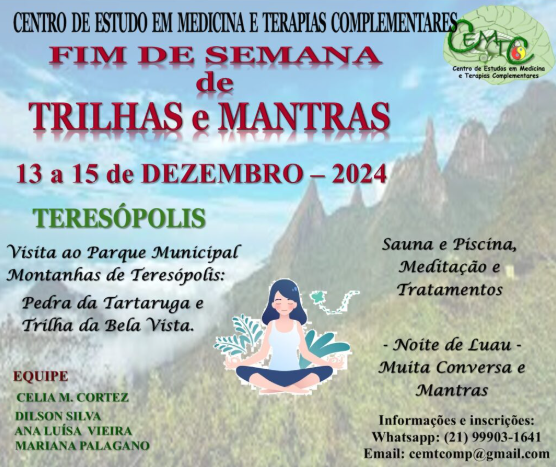 CENTRO DE ESTUDO EM MEDICINA E TERAPIAS COMPLEMENTARES
CEMTC
Centro de Estudas em Medicina
e Terapias Complementares
FIM DE SEMANA
de
TRILHAS e MANTRAS
13 a 15 de DEZEMBRO – 2024
TERESÓPOLIS
Visita ao Parque Municipal
Montanhas de Teresópolis:
Pedra da Tartaruga e
Trilha da Bela Vista.
Sauna e Piscina,
Meditação e
Tratamentos
- Noite de Luau -
Muita Conversa e
Mantras
EQUIPE
CELIA M. CORTEZ
DILSON SILVA
ANA LUÍSA VIEIRA
MARIANA PALAGANO
Informações e inscrições:
Whatsapp: (21) 99903-1641
Email: cemtcomp@gmail.com